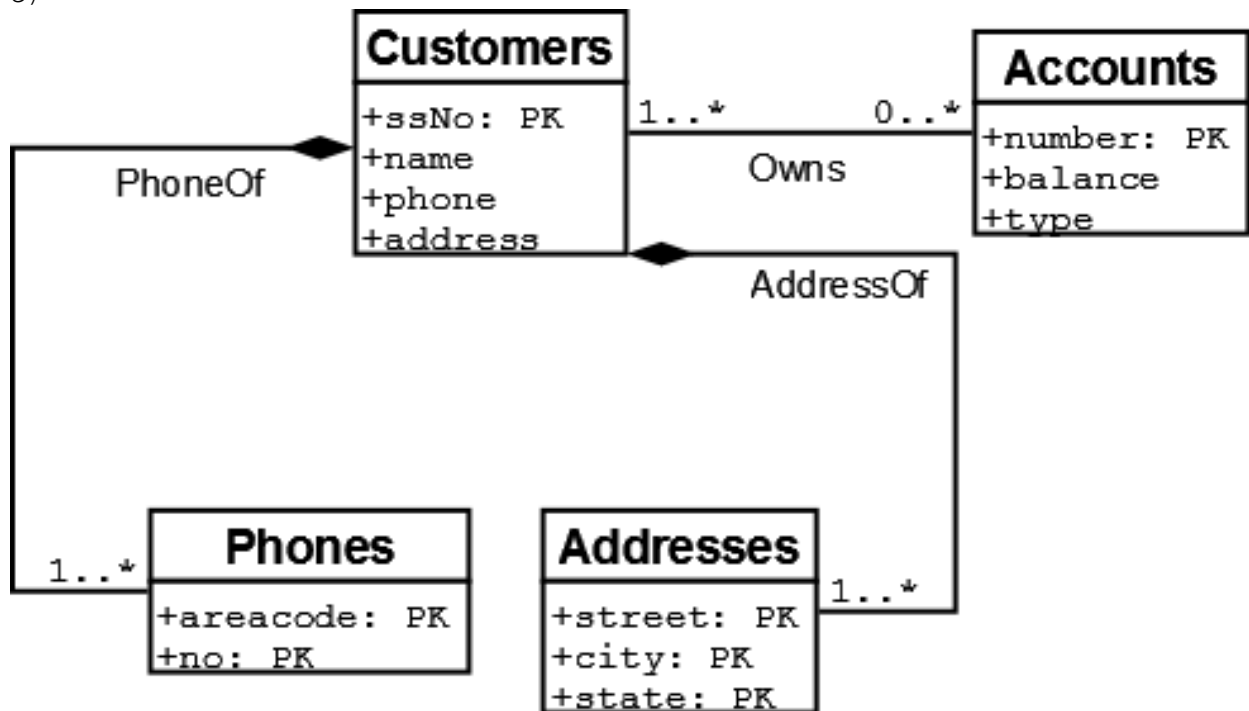 Customers
+ssNo: PK
+name
+phone
+address
Accounts
+number: PK
+balance
+type
1..*
0..*
Owns
PhoneOf
AddressOf
Phones
+areacode: PK
+no: PK
1..*
Addresses
+street: PK
+city: PK
+state: PK
1..*